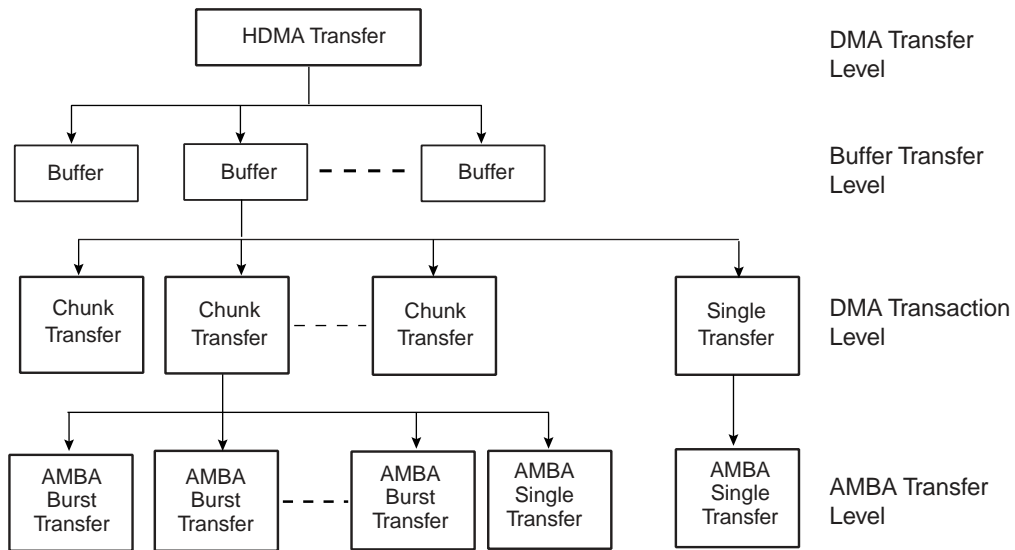 HDMA Transfer
DMA Transfer
Level
Buffer
Buffer
Buffer
Buffer Transfer
Level
Chunk
Transfer
Chunk
Transfer
Chunk
Transfer
Single
Transfer
DMA Transaction
Level
AMBA
Burst
Transfer
AMBA
Burst
Transfer
AMBA
Burst
Transfer
AMBA
Single
Transfer
AMBA
Single
Transfer
AMBA Transfer
Level